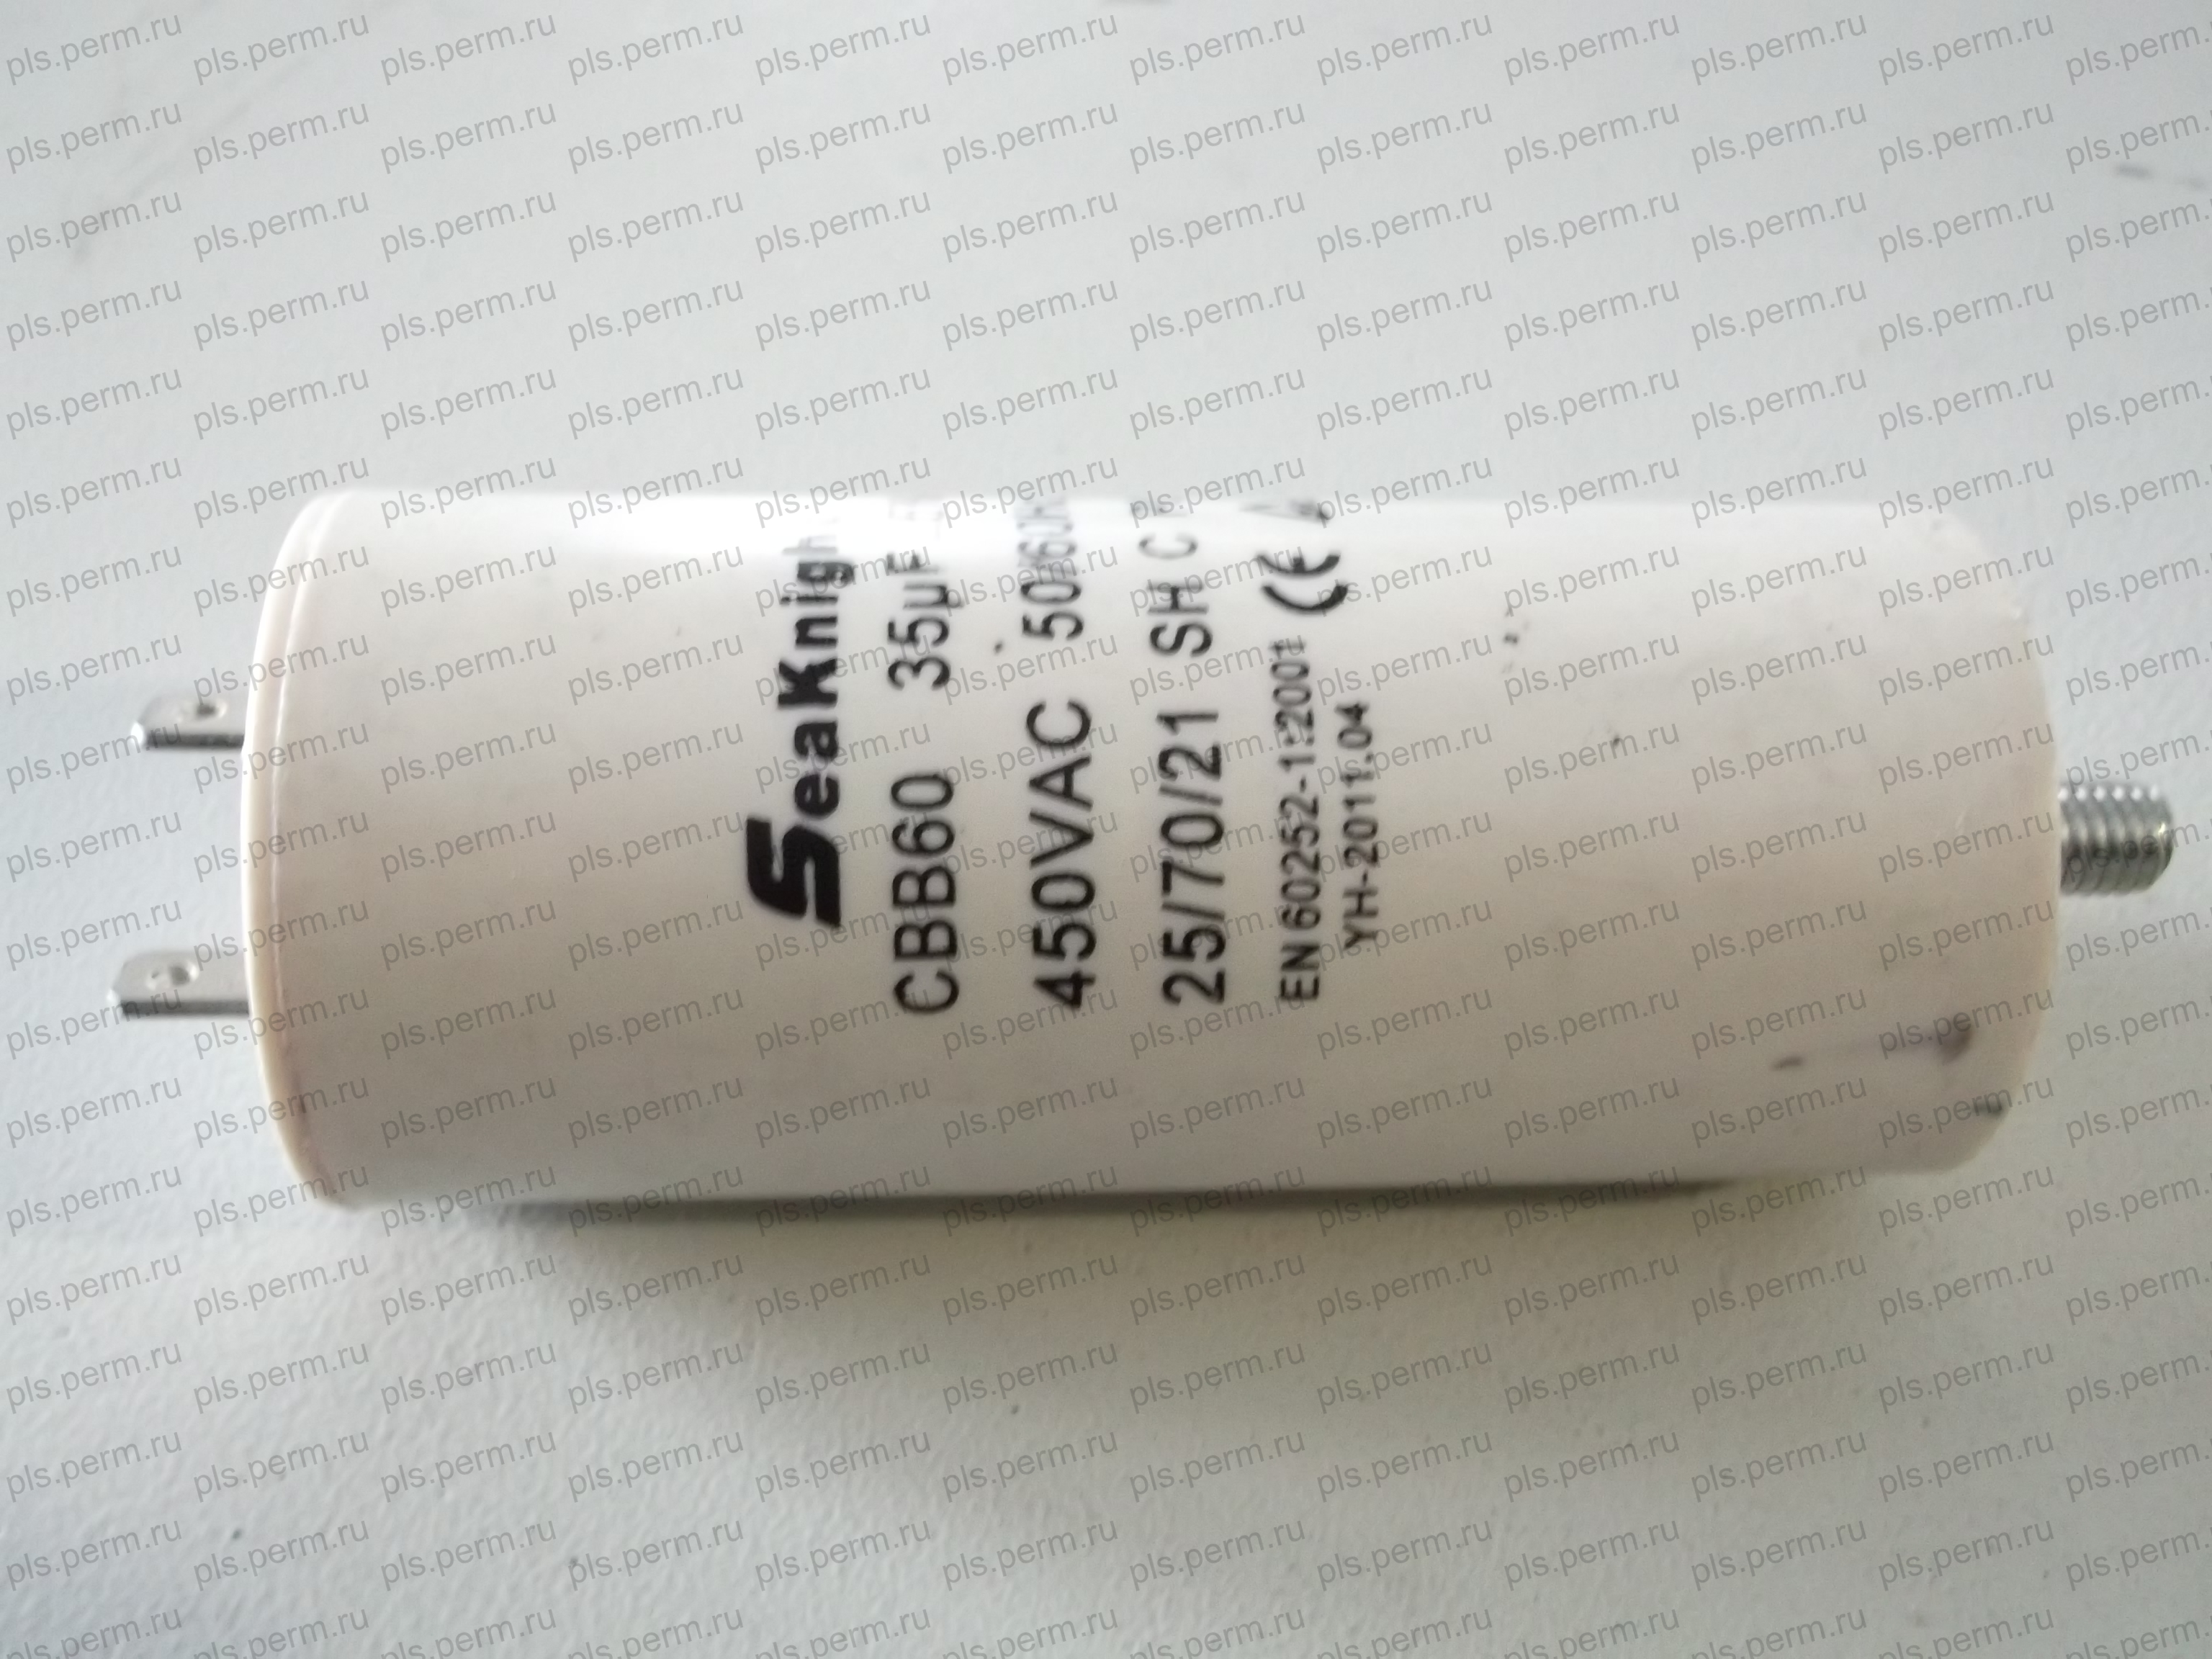 SeaKnigh
CBB60 35µF
450VAC 50/60
25/70/21 SH C
EN 60252-1:2001 CE
YH-2011.04
pls.perm.ru